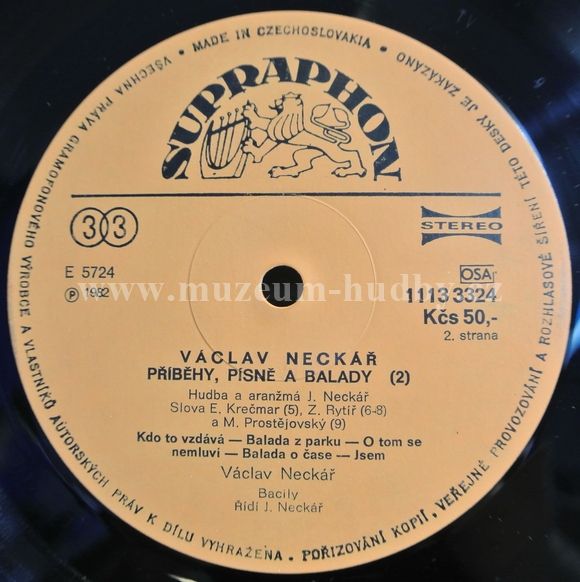 VŠECHNA PRÁVA GRAMOFONOVÉHO VÝROBCE A VLASTNÍKŮ AUTORSKÝCH PRÁV K DÍLU VYHRAŽENA. POŘIZOVÁNÍ KOPIÍ, VEŘEJNÉ PROVOZOVÁNÍ A ROZHLASOVÉ ŠÍŘENÍ TÉTO DESKY JE ZAKÁZÁNO
MADE IN CZECHOSLOVAKIA
SUPRAPHON
33
STEREO
E 5724
OSA
Ⓟ 1982
www.muzeum-hudby.cz
1113 3324
Kčs 50,-
2. strana
VÁCLAV NECKÁŘ
PŘÍBĚHY, PÍSNĚ A BALADY (2)
Hudba a aranžmá J. Neckář
Slova E. Krečmar (5), Z. Rytíř (6-8)
a M. Prostějovský (9)
Kdo to vzdává — Balada z parku — O tom se
nemluví — Balada o čase — Jsem
Václav Neckář
Bacily
Řídí J. Neckář